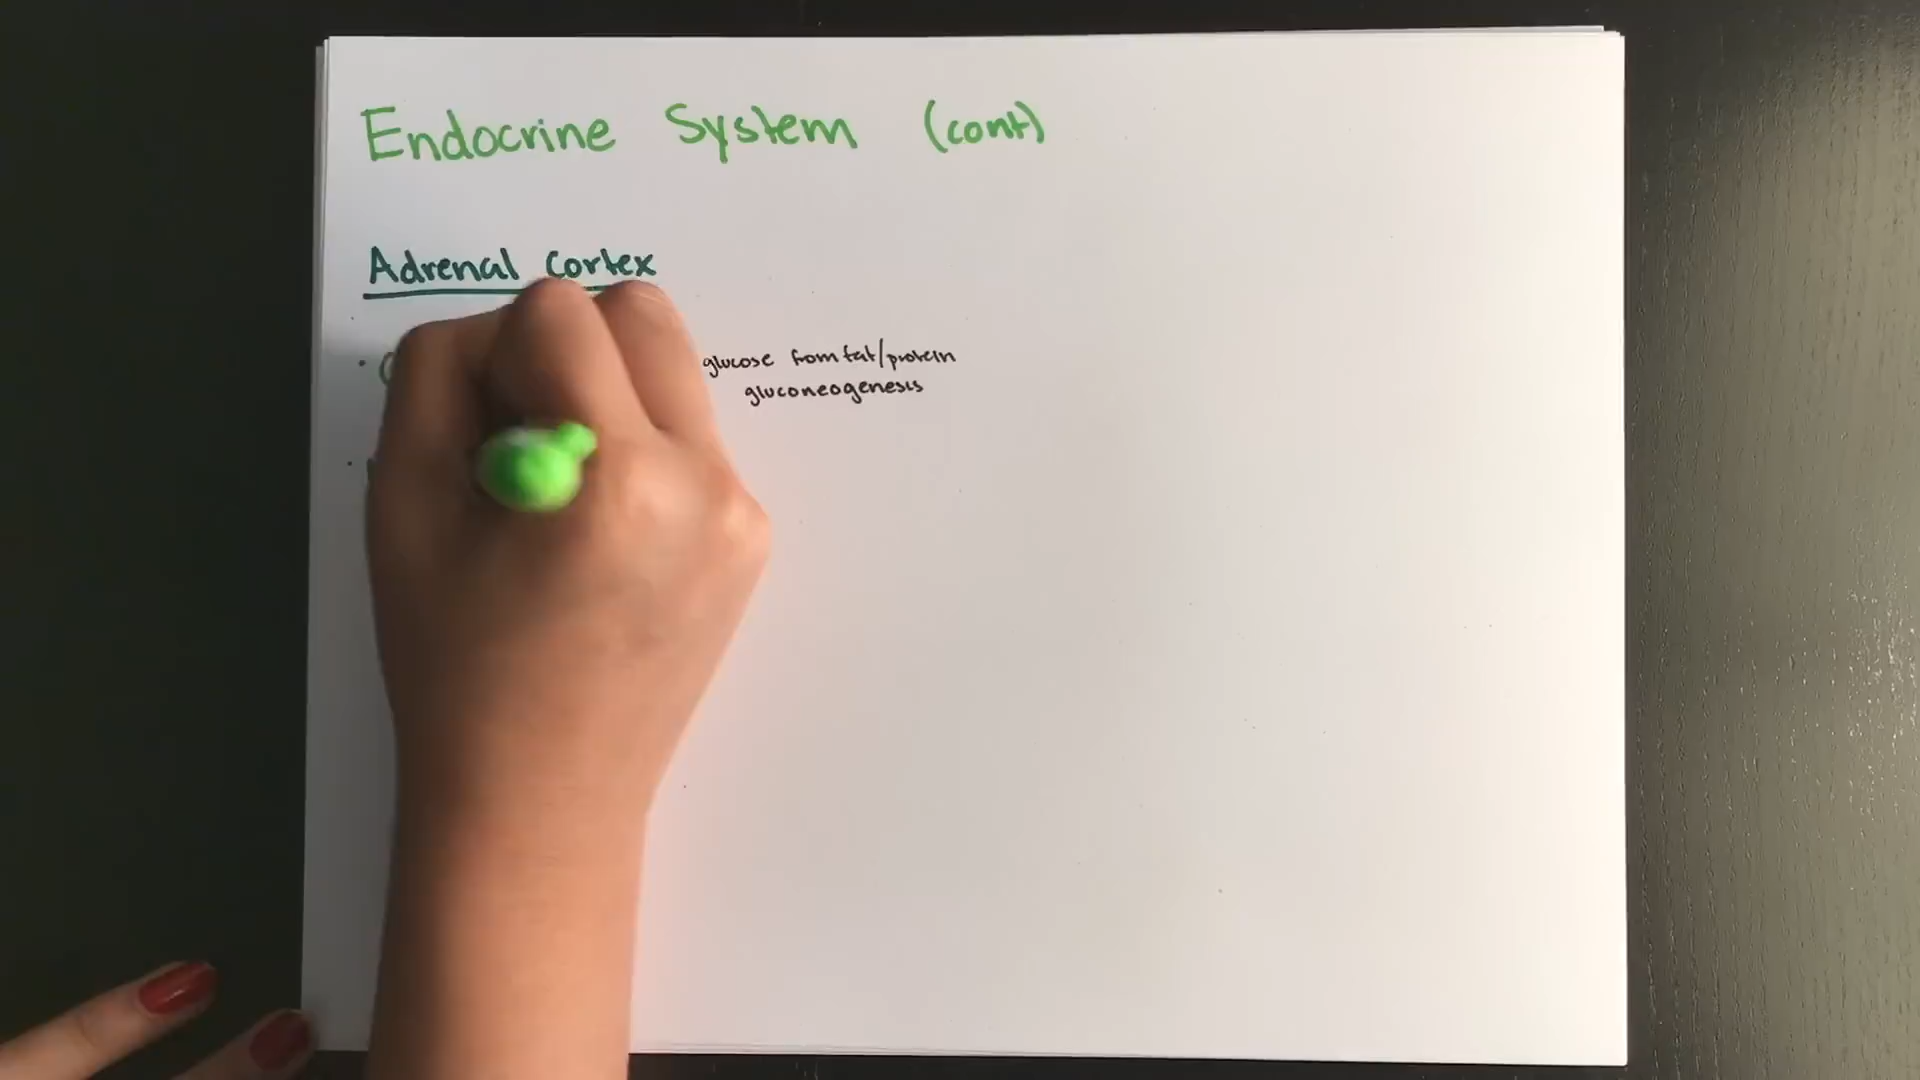 Endocrine System (cont)
Adrenal Cortex
glucose from fat/protein
gluconeogenesis